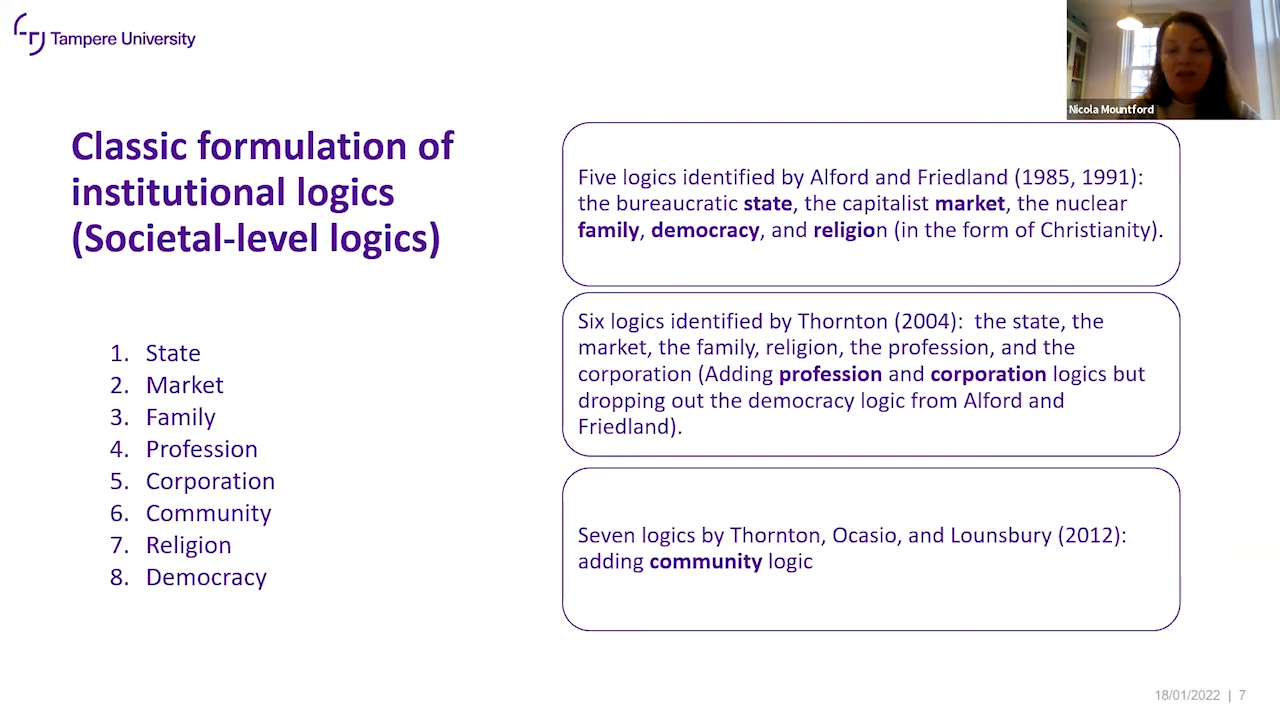 Tampere University
Nicola Mountford
Classic formulation of
institutional logics
(Societal-level logics)
1. State
2. Market
3. Family
4. Profession
5. Corporation
6. Community
7. Religion
8. Democracy
Five logics identified by Alford and Friedland (1985, 1991):
the bureaucratic state, the capitalist market, the nuclear
family, democracy, and religion (in the form of Christianity).
Six logics identified by Thornton (2004):  the state, the
market, the family, religion, the profession, and the
corporation (Adding profession and corporation logics but
dropping out the democracy logic from Alford and
Friedland).
Seven logics by Thornton, Ocasio, and Lounsbury (2012):
adding community logic
18/01/2022 | 7